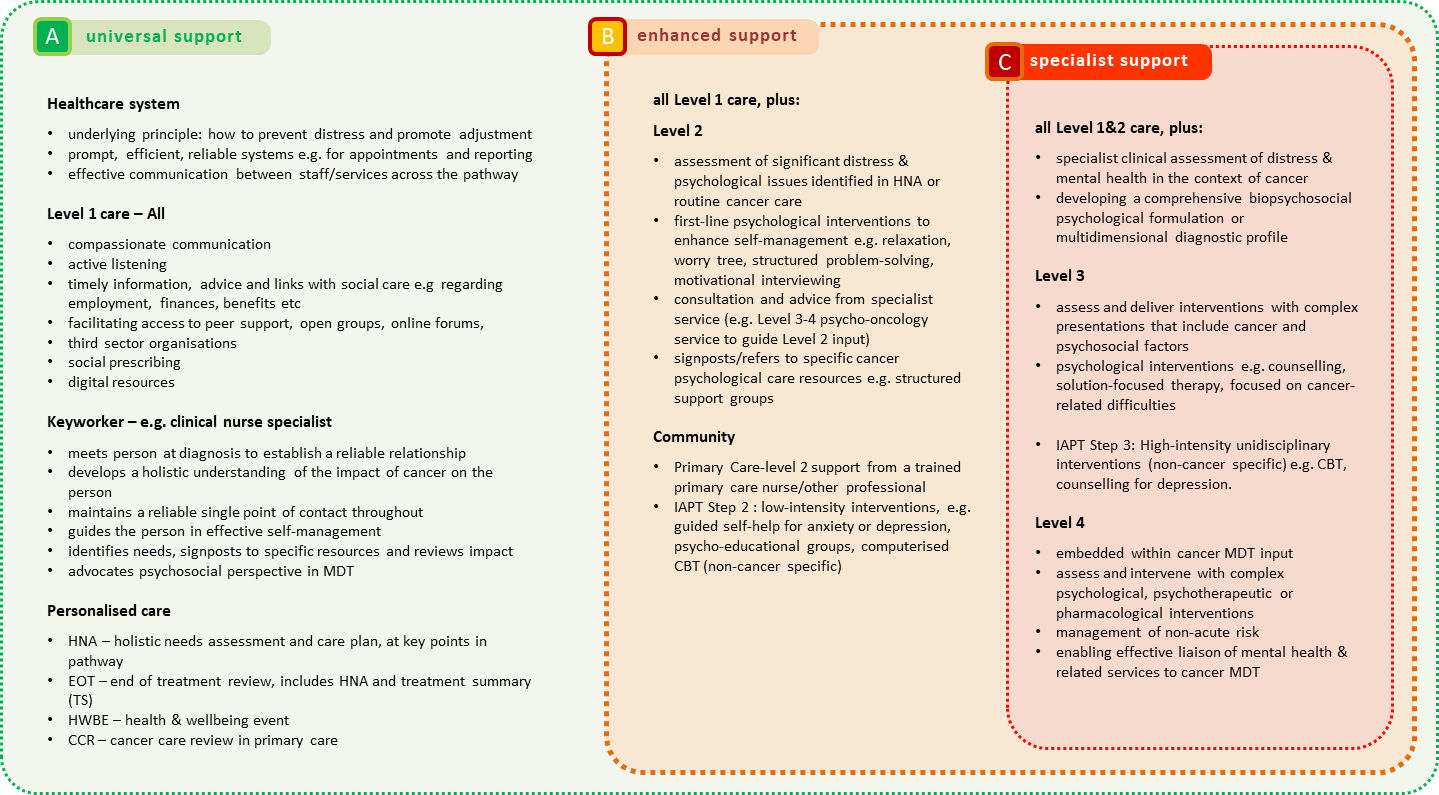 A universal support
Healthcare system
• underlying principle: how to prevent distress and promote adjustment
• prompt, efficient, reliable systems e.g. for appointments and reporting
• effective communication between staff/services across the pathway
Level 1 care – All
• compassionate communication
• active listening
• timely information, advice and links with social care e.g regarding
employment, finances, benefits etc
• facilitating access to peer support, open groups, online forums,
• third sector organisations
• social prescribing
• digital resources
Keyworker – e.g. clinical nurse specialist
• meets person at diagnosis to establish a reliable relationship
• develops a holistic understanding of the impact of cancer on the
person
• maintains a reliable single point of contact throughout
• guides the person in effective self-management
• identifies needs, signposts to specific resources and reviews impact
• advocates psychosocial perspective in MDT
Personalised care
• HNA – holistic needs assessment and care plan, at key points in
pathway
• EOT – end of treatment review, includes HNA and treatment summary
(TS)
• HWBE – health & wellbeing event
• CCR – cancer care review in primary care
B enhanced support
all Level 1 care, plus:
Level 2
• assessment of significant distress &
psychological issues identified in HNA or
routine cancer care
• first-line psychological interventions to
enhance self-management e.g. relaxation,
worry tree, structured problem-solving,
motivational interviewing
• consultation and advice from specialist
service (e.g. Level 3-4 psycho-oncology
service to guide Level 2 input)
• signposts/refers to specific cancer
psychological care resources e.g. structured
support groups
Community
• Primary Care-level 2 support from a trained
primary care nurse/other professional
• IAPT Step 2 : low-intensity interventions, e.g.
guided self-help for anxiety or depression,
psycho-educational groups, computerised
CBT (non-cancer specific)
C specialist support
all Level 1&2 care, plus:
• specialist clinical assessment of distress &
mental health in the context of cancer
• developing a comprehensive biopsychosocial
psychological formulation or
multidimensional diagnostic profile
Level 3
• assess and deliver interventions with complex
presentations that include cancer and
psychosocial factors
• psychological interventions e.g. counselling,
solution-focused therapy, focused on cancer-
related difficulties
• IAPT Step 3: High-intensity unidisciplinary
interventions (non-cancer specific) e.g. CBT,
counselling for depression.
Level 4
• embedded within cancer MDT input
• assess and intervene with complex
psychological, psychotherapeutic or
pharmacological interventions
• management of non-acute risk
• enabling effective liaison of mental health &
related services to cancer MDT